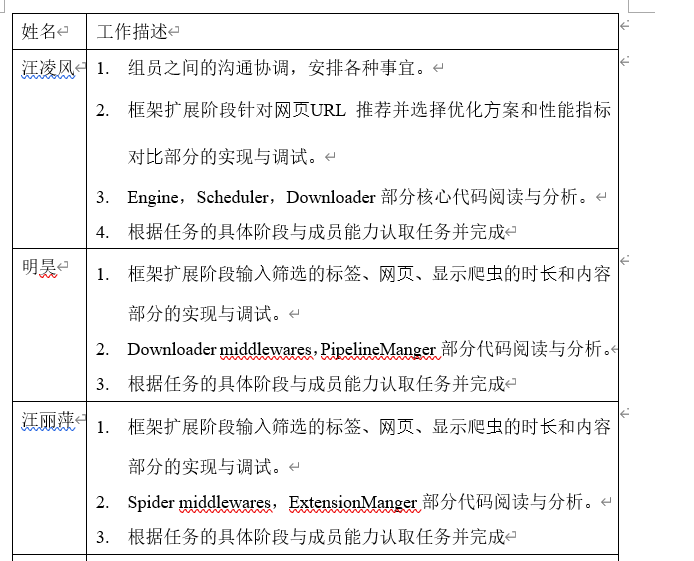 姓名 工作描述
汪凌风 1. 组员之间的沟通协调，安排各种事宜。
2. 框架扩展阶段针对网页URL 推荐并选择优化方案和性能指标
对比部分的实现与调试。
3. Engine，Scheduler，Downloader 部分核心代码阅读与分析。
4. 根据任务的具体阶段与成员能力认取任务并完成
明昊 1. 框架扩展阶段输入筛选的标签、网页、显示爬虫的时长和内容
部分的实现与调试。
2. Downloader middlewares，PipelineManger 部分代码阅读与分析。
3. 根据任务的具体阶段与成员能力认取任务并完成
汪丽萍 1. 框架扩展阶段输入筛选的标签、网页、显示爬虫的时长和内容
部分的实现与调试。
2. Spider middlewares，ExtensionManger 部分代码阅读与分析。
3. 根据任务的具体阶段与成员能力认取任务并完成